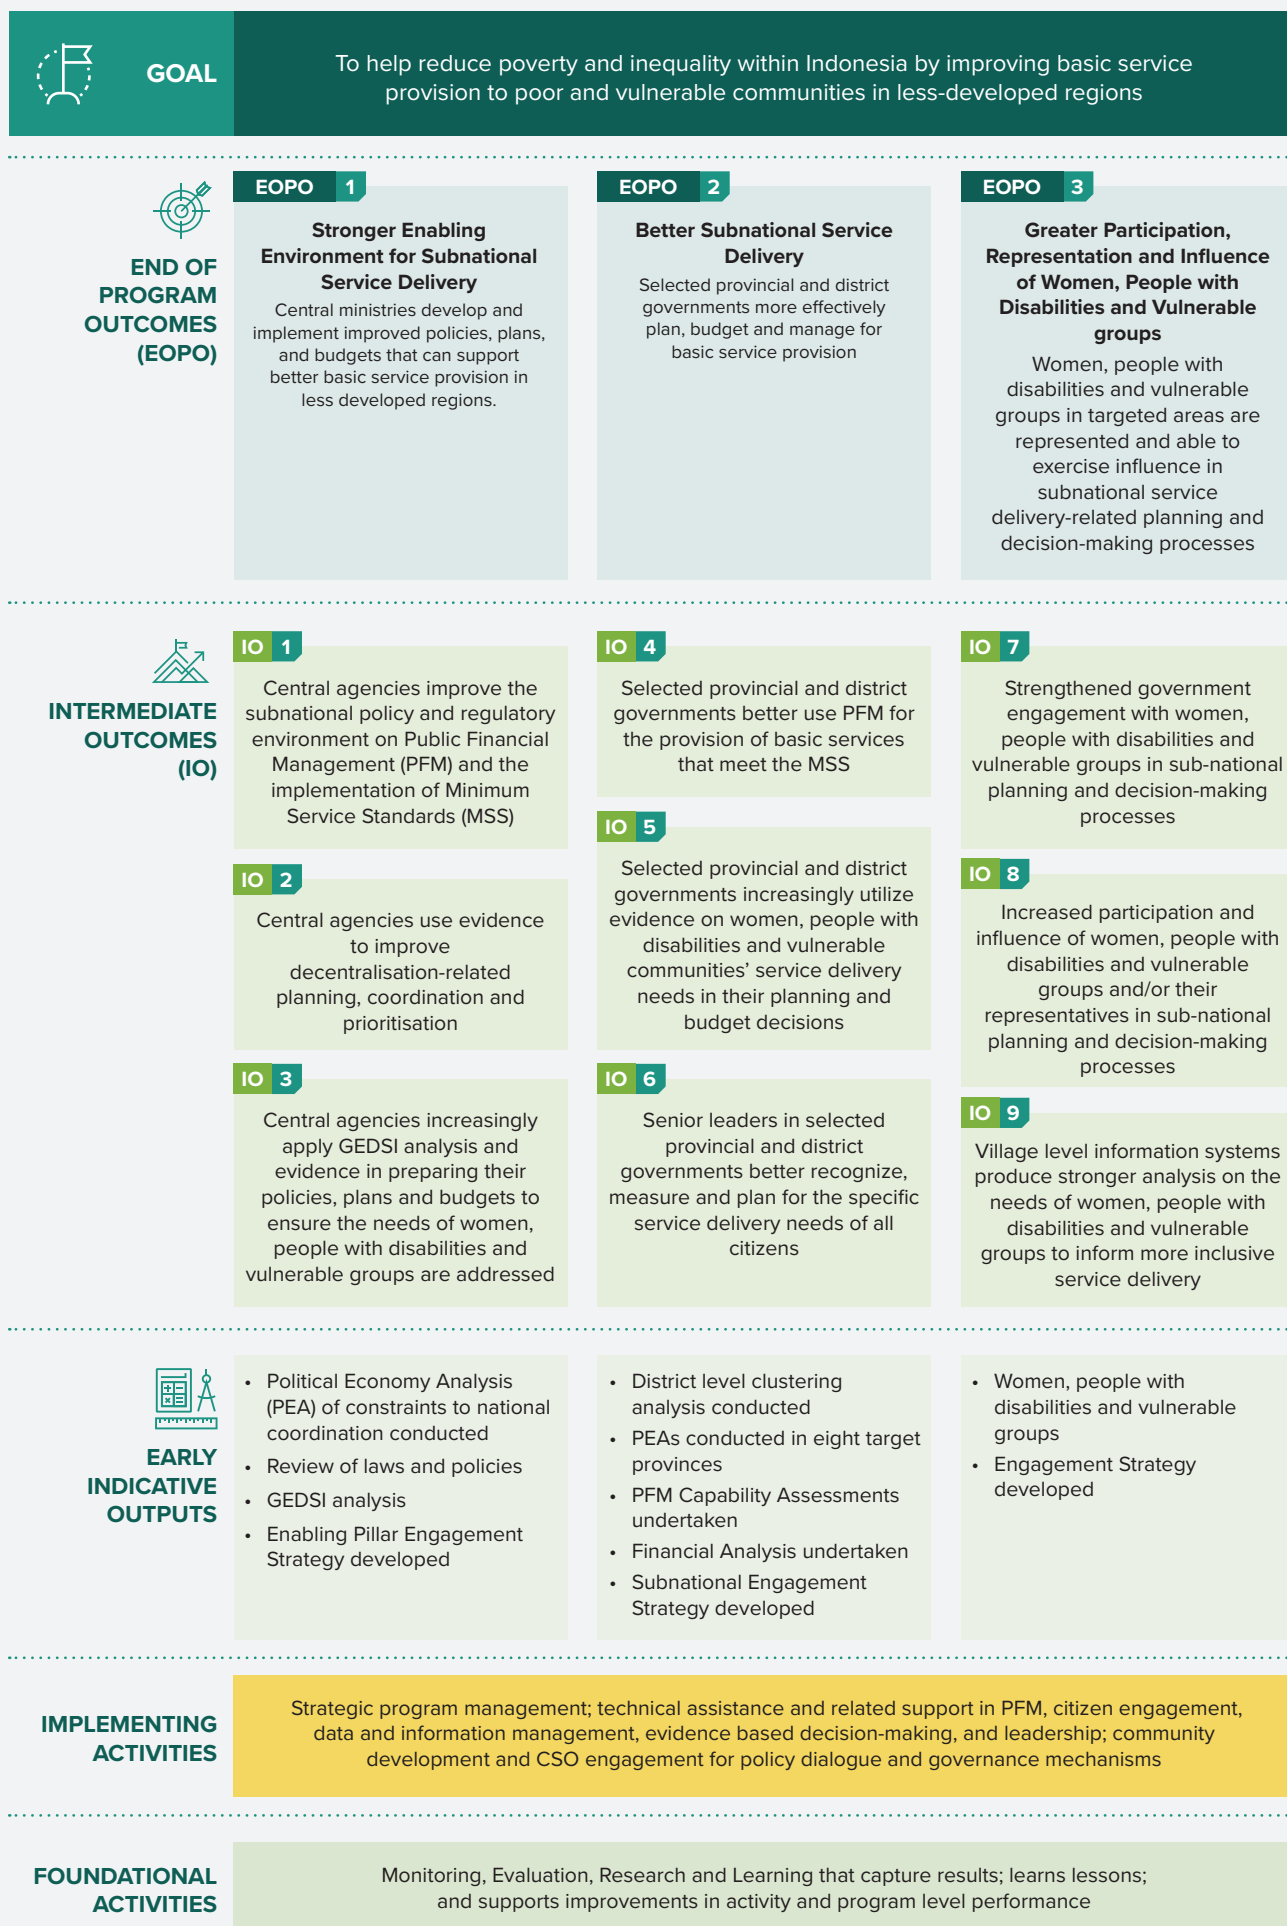 GOAL
To help reduce poverty and inequality within Indonesia by improving basic service
provision to poor and vulnerable communities in less-developed regions
END OF
PROGRAM
OUTCOMES
(EOPO)
EOPO 1
Stronger Enabling
Environment for Subnational
Service Delivery
Central ministries develop and
implement improved policies, plans,
and budgets that can support
better basic service provision in
less developed regions.
EOPO 2
Better Subnational Service
Delivery
Selected provincial and district
governments more effectively
plan, budget and manage for
basic service provision
EOPO 3
Greater Participation,
Representation and Influence
of Women, People with
Disabilities and Vulnerable
groups
Women, people with
disabilities and vulnerable
groups in targeted areas are
represented and able to
exercise influence in
subnational service
delivery-related planning and
decision-making processes
INTERMEDIATE
OUTCOMES
(IO)
IO 1
Central agencies improve the
subnational policy and regulatory
environment on Public Financial
Management (PFM) and the
implementation of Minimum
Service Standards (MSS)
IO 2
Central agencies use evidence
to improve
decentralisation-related
planning, coordination and
prioritisation
IO 3
Central agencies increasingly
apply GEDSI analysis and
evidence in preparing their
policies, plans and budgets to
ensure the needs of women,
people with disabilities and
vulnerable groups are addressed
IO 4
Selected provincial and district
governments better use PFM for
the provision of basic services
that meet the MSS
IO 5
Selected provincial and district
governments increasingly utilize
evidence on women, people with
disabilities and vulnerable
communities’ service delivery
needs in their planning and
budget decisions
IO 6
Senior leaders in selected
provincial and district
governments better recognize,
measure and plan for the specific
service delivery needs of all
citizens
IO 7
Strengthened government
engagement with women,
people with disabilities and
vulnerable groups in sub-national
planning and decision-making
processes
IO 8
Increased participation and
influence of women, people with
disabilities and vulnerable
groups and/or their
representatives in sub-national
planning and decision-making
processes
IO 9
Village level information systems
produce stronger analysis on the
needs of women, people with
disabilities and vulnerable
groups to inform more inclusive
service delivery
EARLY
INDICATIVE
OUTPUTS
• Political Economy Analysis
(PEA) of constraints to national
coordination conducted
• Review of laws and policies
• GEDSI analysis
• Enabling Pillar Engagement
Strategy developed
• District level clustering
analysis conducted
• PEAs conducted in eight target
provinces
• PFM Capability Assessments
undertaken
• Financial Analysis undertaken
• Subnational Engagement
Strategy developed
• Women, people with
disabilities and vulnerable
groups
• Engagement Strategy
developed
IMPLEMENTING
ACTIVITIES
Strategic program management; technical assistance and related support in PFM, citizen engagement,
data and information management, evidence based decision-making, and leadership; community
development and CSO engagement for policy dialogue and governance mechanisms
FOUNDATIONAL
ACTIVITIES
Monitoring, Evaluation, Research and Learning that capture results; learns lessons;
and supports improvements in activity and program level performance